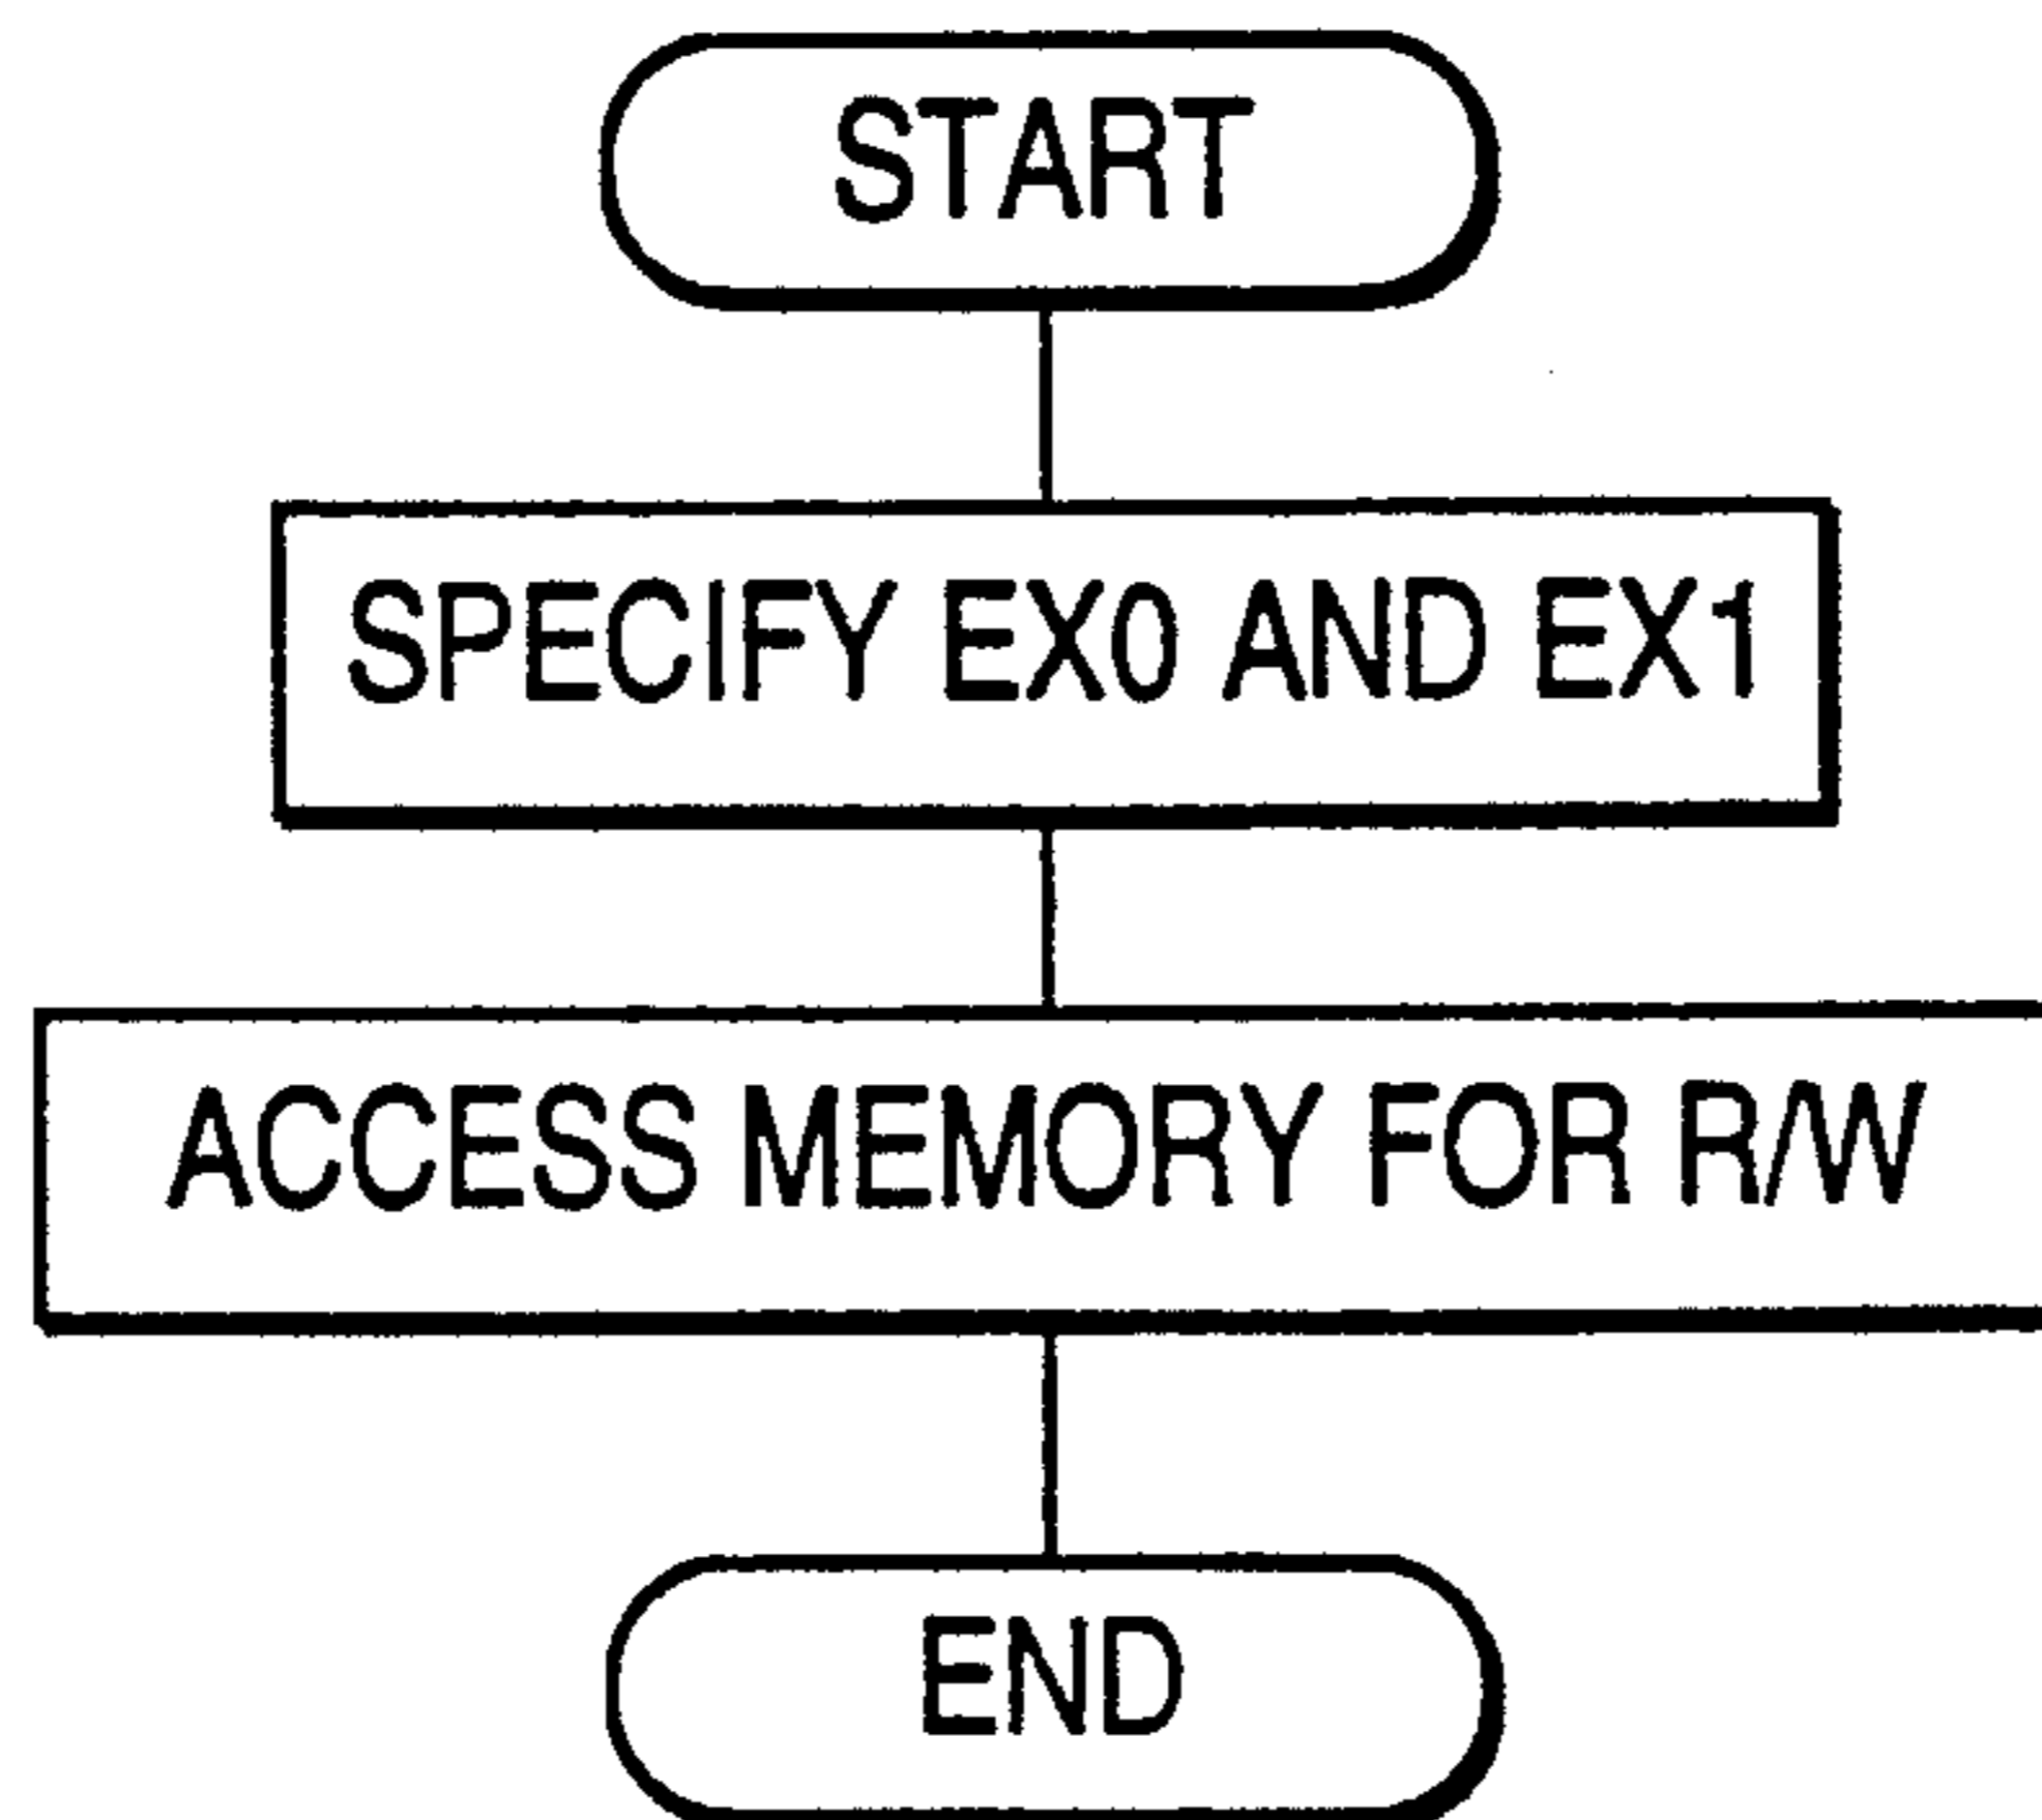 START
SPECIFY EX0 AND EX1
ACCESS MEMORY FOR R/W
END